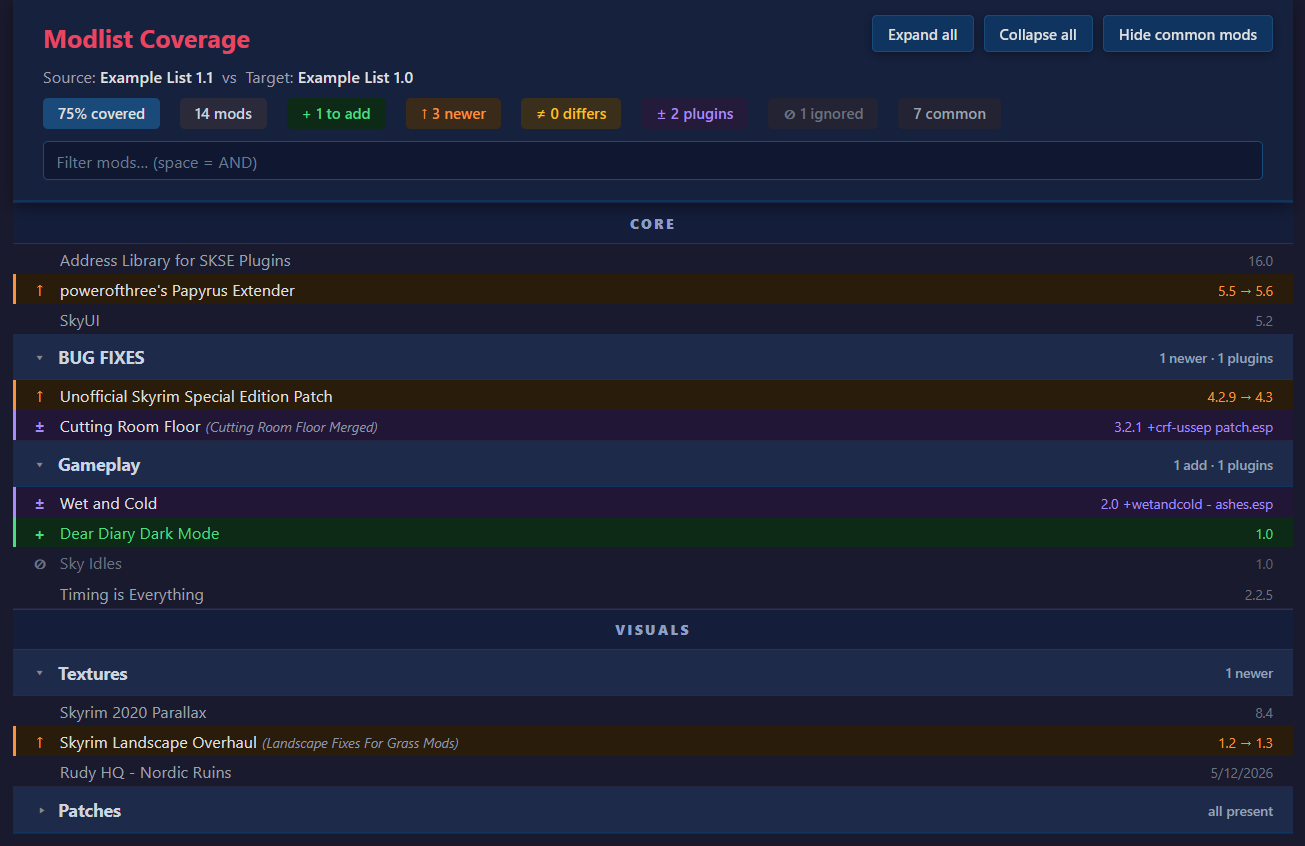 Modlist Coverage
Expand all
Collapse all
Hide common mods
Source: Example List 1.1 vs Target: Example List 1.0
75% covered
14 mods
+ 1 to add
↑ 3 newer
≠ 0 differs
± 2 plugins
⊘ 1 ignored
7 common
Filter mods... (space = AND)
CORE
Address Library for SKSE Plugins 16.0
↑ powerofthree's Papyrus Extender 5.5 → 5.6
SkyUI 5.2
▾ BUG FIXES 1 newer · 1 plugins
↑ Unofficial Skyrim Special Edition Patch 4.2.9 → 4.3
± Cutting Room Floor (Cutting Room Floor Merged) 3.2.1 +crf-ussep patch.esp
▾ Gameplay 1 add · 1 plugins
± Wet and Cold 2.0 +wetandcold - ashes.esp
+ Dear Diary Dark Mode 1.0
⊘ Sky Idles 1.0
Timing is Everything 2.2.5
VISUALS
▾ Textures 1 newer
Skyrim 2020 Parallax 8.4
↑ Skyrim Landscape Overhaul (Landscape Fixes For Grass Mods) 1.2 → 1.3
Rudy HQ - Nordic Ruins 5/12/2026
▸ Patches all present